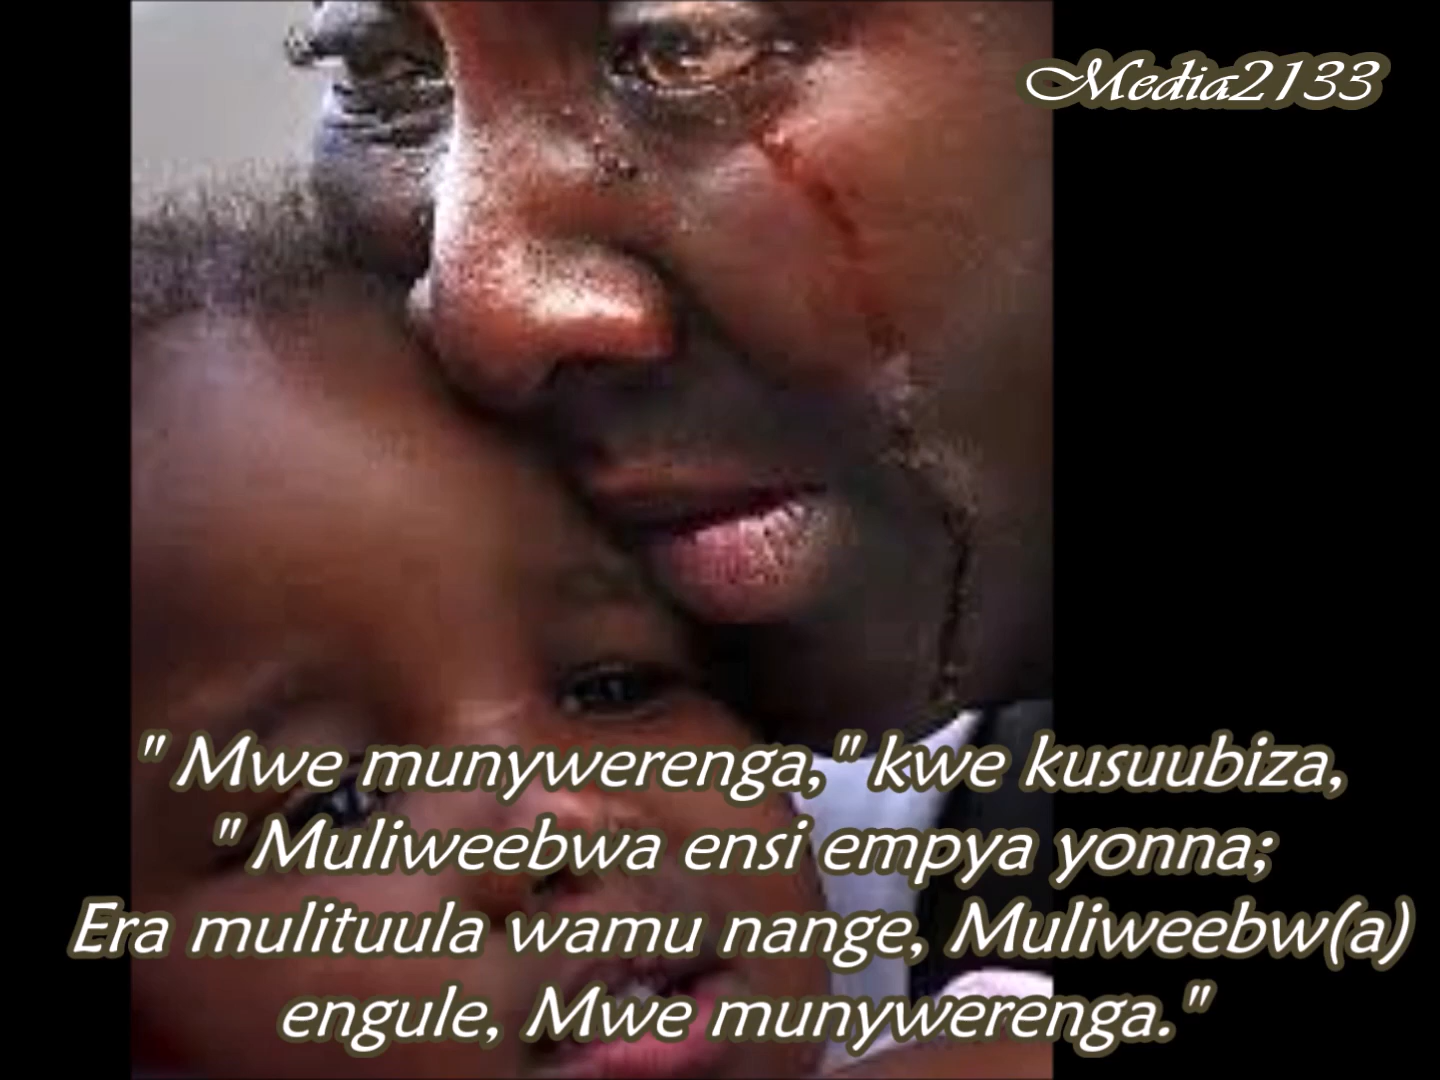 Media2133
" Mwe munywerenga," kwe kusuubiza,
" Muliweebwa ensi empya yonna;
Era mulituula wamu nange, Muliweebw(a)
engule, Mwe munywerenga."